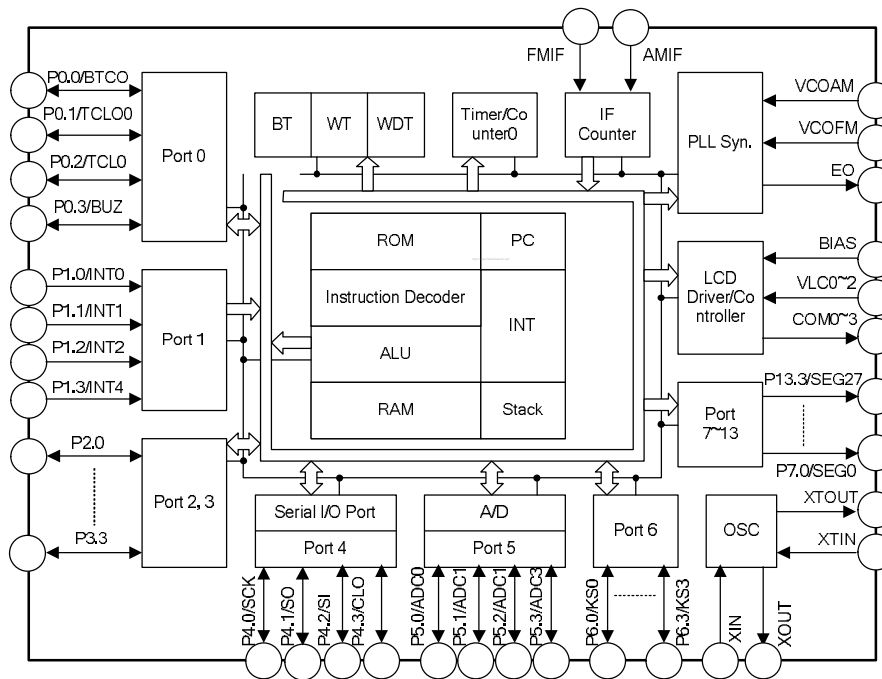 FMIF
AMIF
P0.0/BTCO
P0.1/TCLO0
P0.2/TCL0
P0.3/BUZ
Port 0
BT
WT
WDT
Timer/Co
unter0
IF
Counter
PLL Syn.
VCOAM
VCOFM
EO
P1.0/INT0
P1.1/INT1
P1.2/INT2
P1.3/INT4
Port 1
ROM
PC
Instruction Decoder
INT
ALU
RAM
Stack
LCD
Driver/Co
ntroller
BIAS
VLC0~2
COM0~3
P2.0
P3.3
Port 2, 3
Port
7~13
P13.3/SEG27
P7.0/SEG0
Serial I/O Port
Port 4
A/D
Port 5
Port 6
OSC
XTOUT
XTIN
P4.0/SCK
P4.1/SO
P4.2/SI
P4.3/CLO
P5.0/ADC0
P5.1/ADC1
P5.2/ADC1
P5.3/ADC3
P6.0/KS0
P6.3/KS3
XIN
XOUT